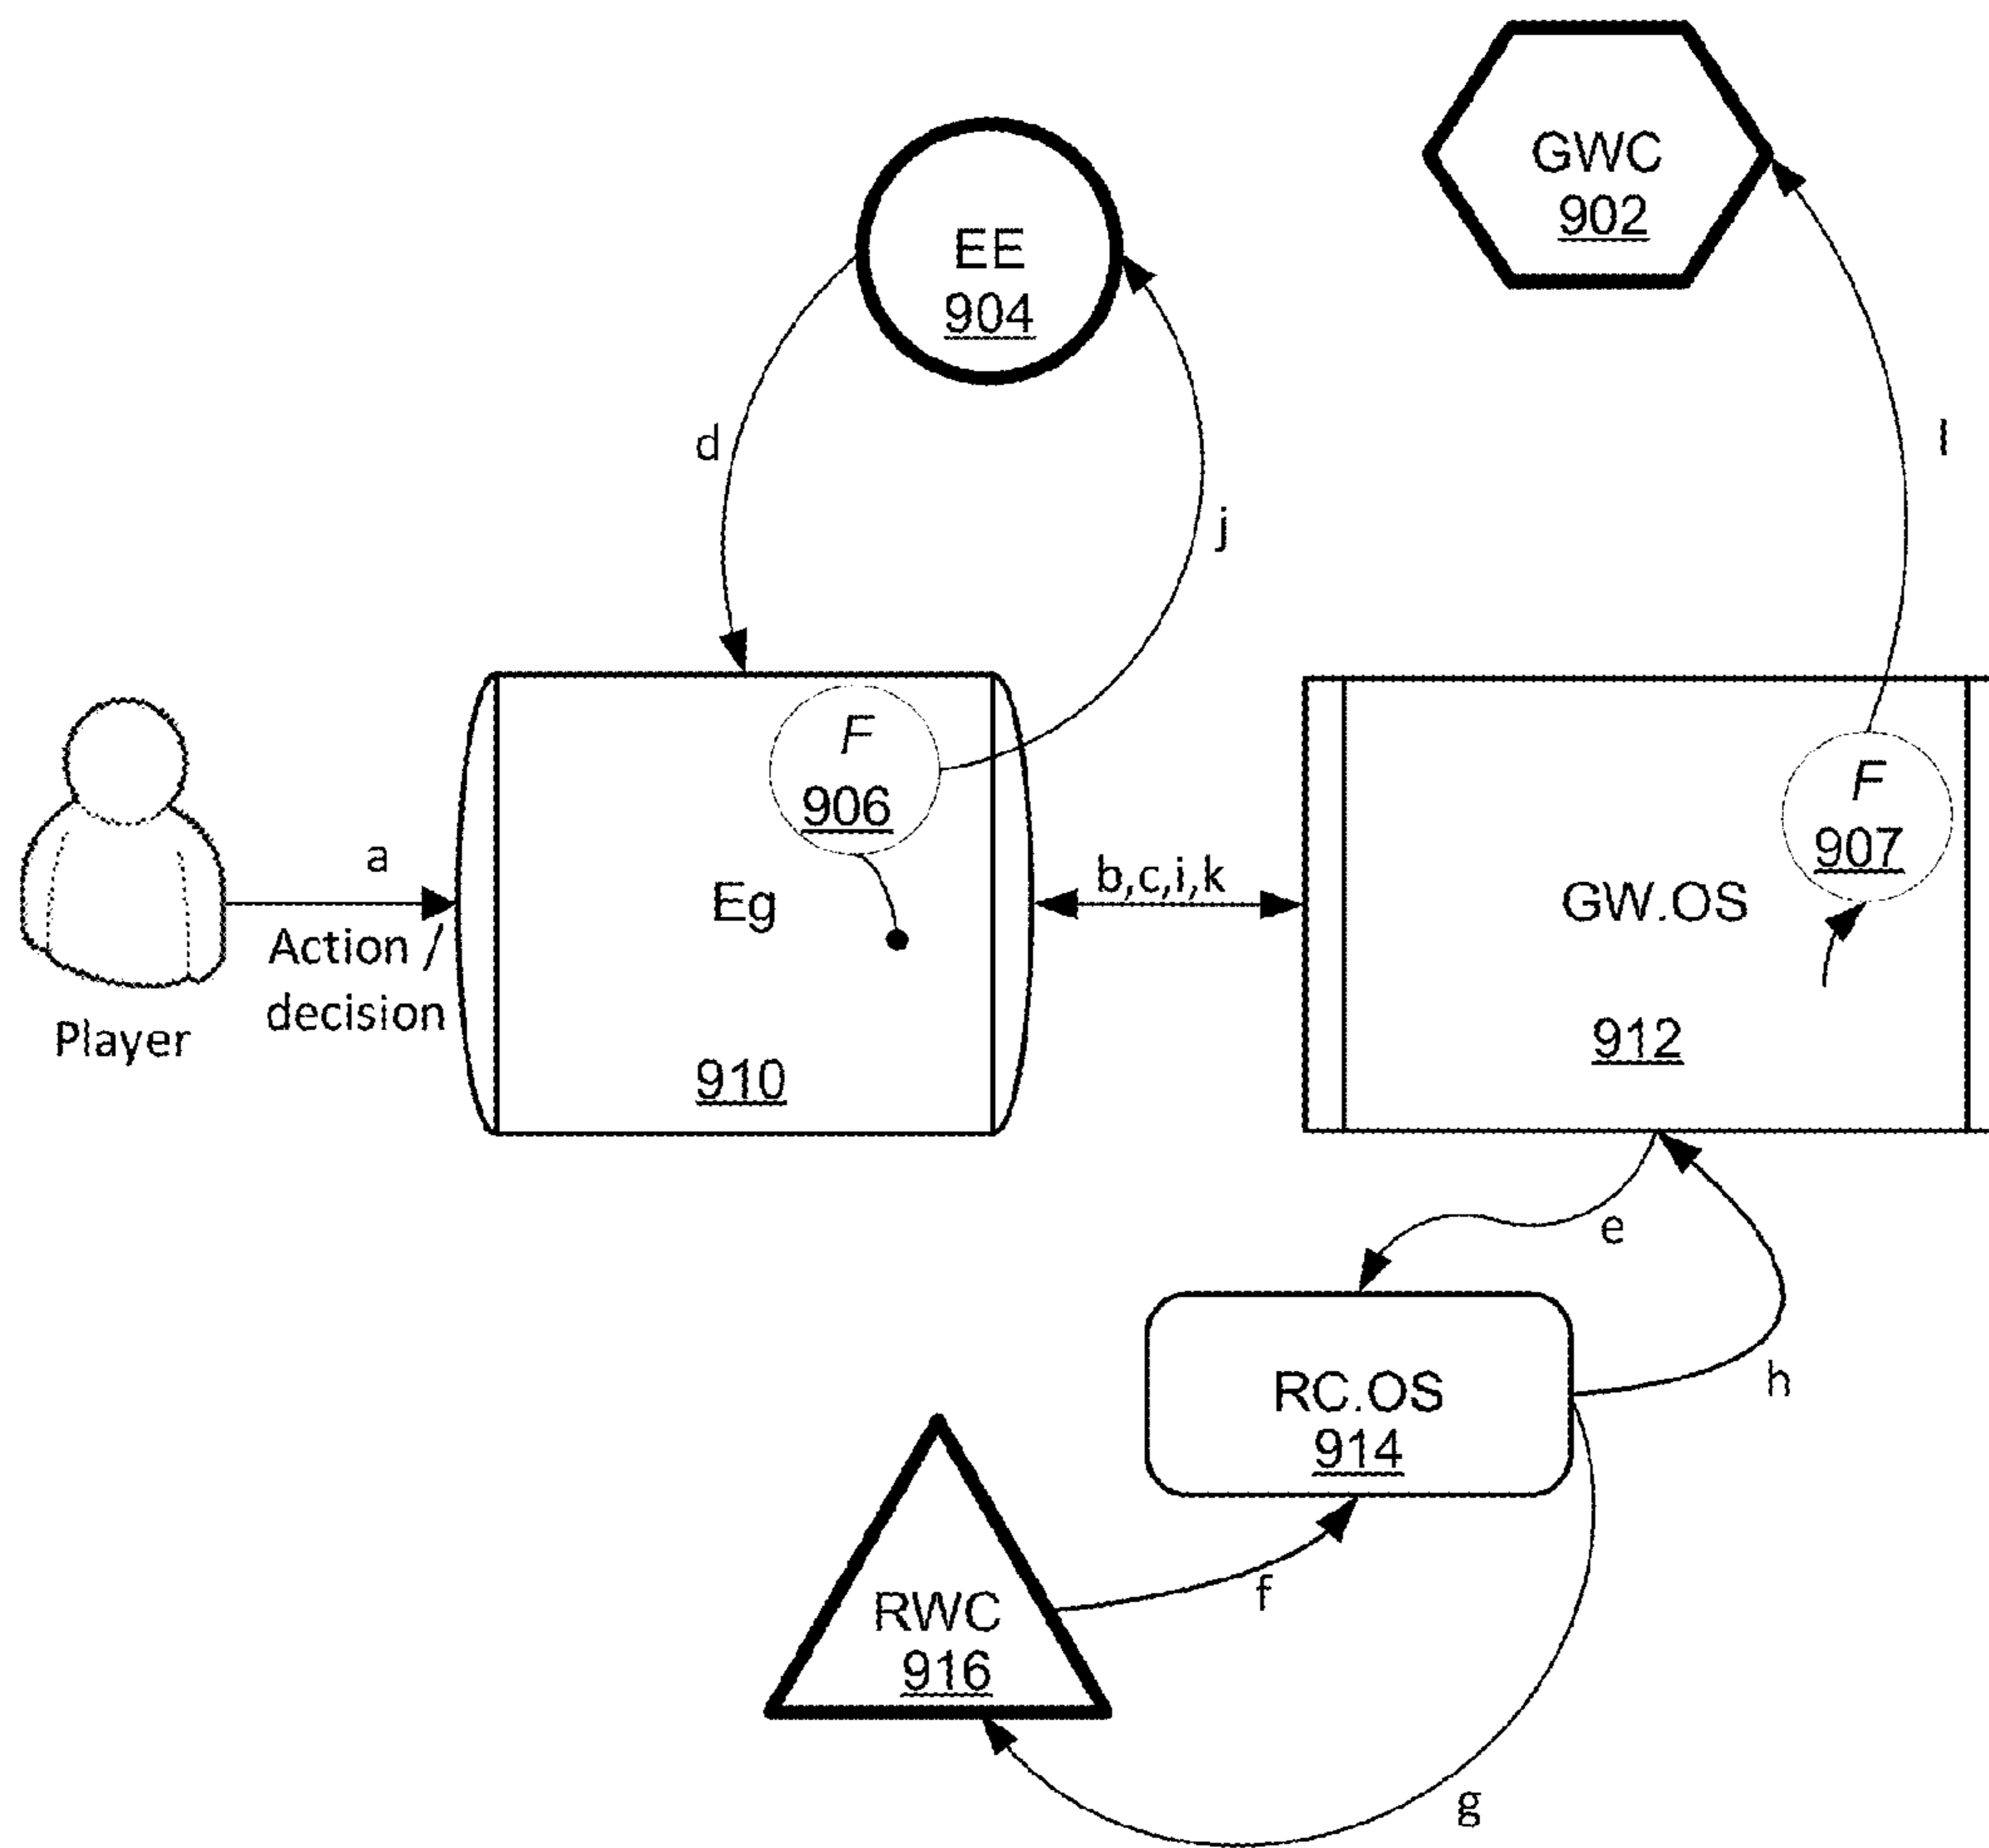 GWC
902
EE
904
d
l
j
F
906
F
907
a
b,c,i,k
Eg
GW.OS
Action /
decision
Player
910
912
e
h
RC.OS
914
f
RWC
916
g